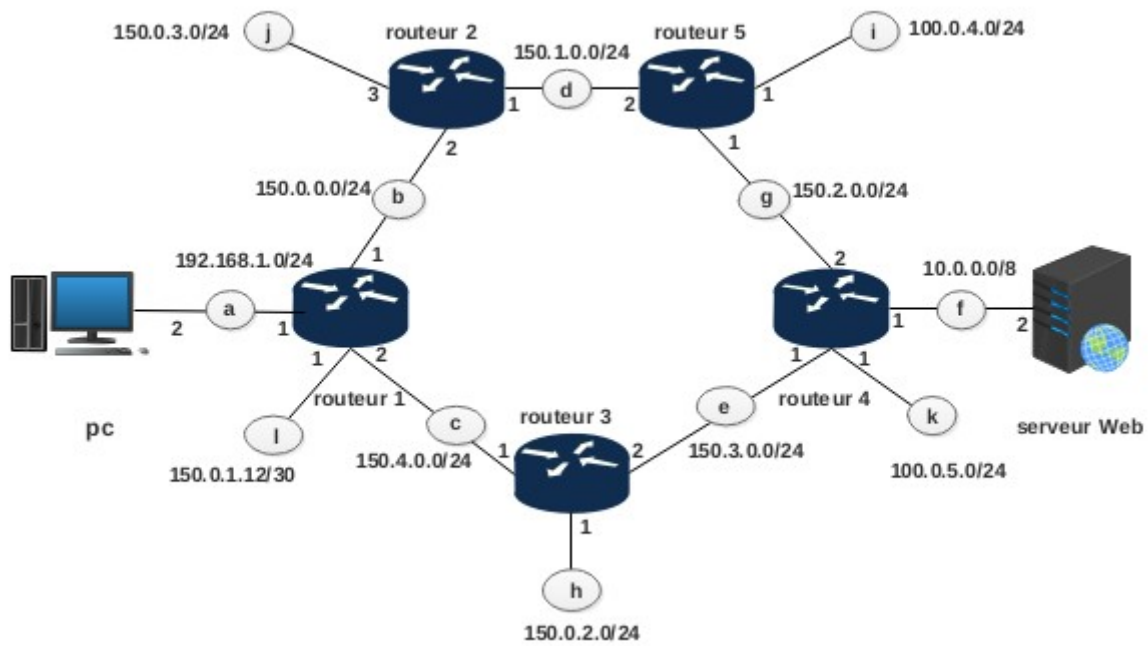 150.0.3.0/24
j
routeur 2
150.1.0.0/24
routeur 5
i
100.0.4.0/24
3
1
d
2
1
2
1
150.0.0.0/24
b
g
150.2.0.0/24
192.168.1.0/24
1
2
10.0.0.0/8
a
f
2
1
1
2
1
2
1
1
routeur 1
routeur 3
e
routeur 4
k
pc
l
c
1
2
serveur Web
150.0.1.12/30
150.4.0.0/24
150.3.0.0/24
100.0.5.0/24
1
h
150.0.2.0/24